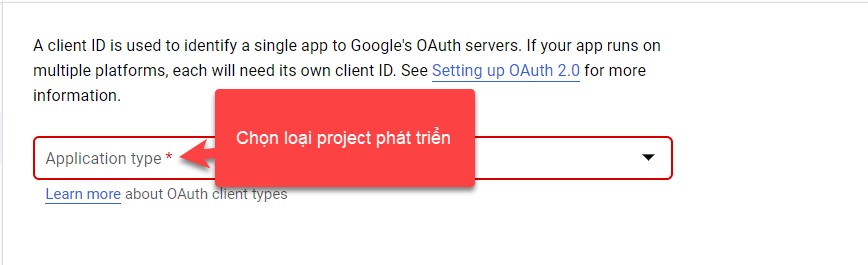 A client ID is used to identify a single app to Google's OAuth servers. If your app runs on
multiple platforms, each will need its own client ID. See Setting up OAuth 2.0 for more
information.
Chọn loại project phát triển
Application type *
Learn more about OAuth client types